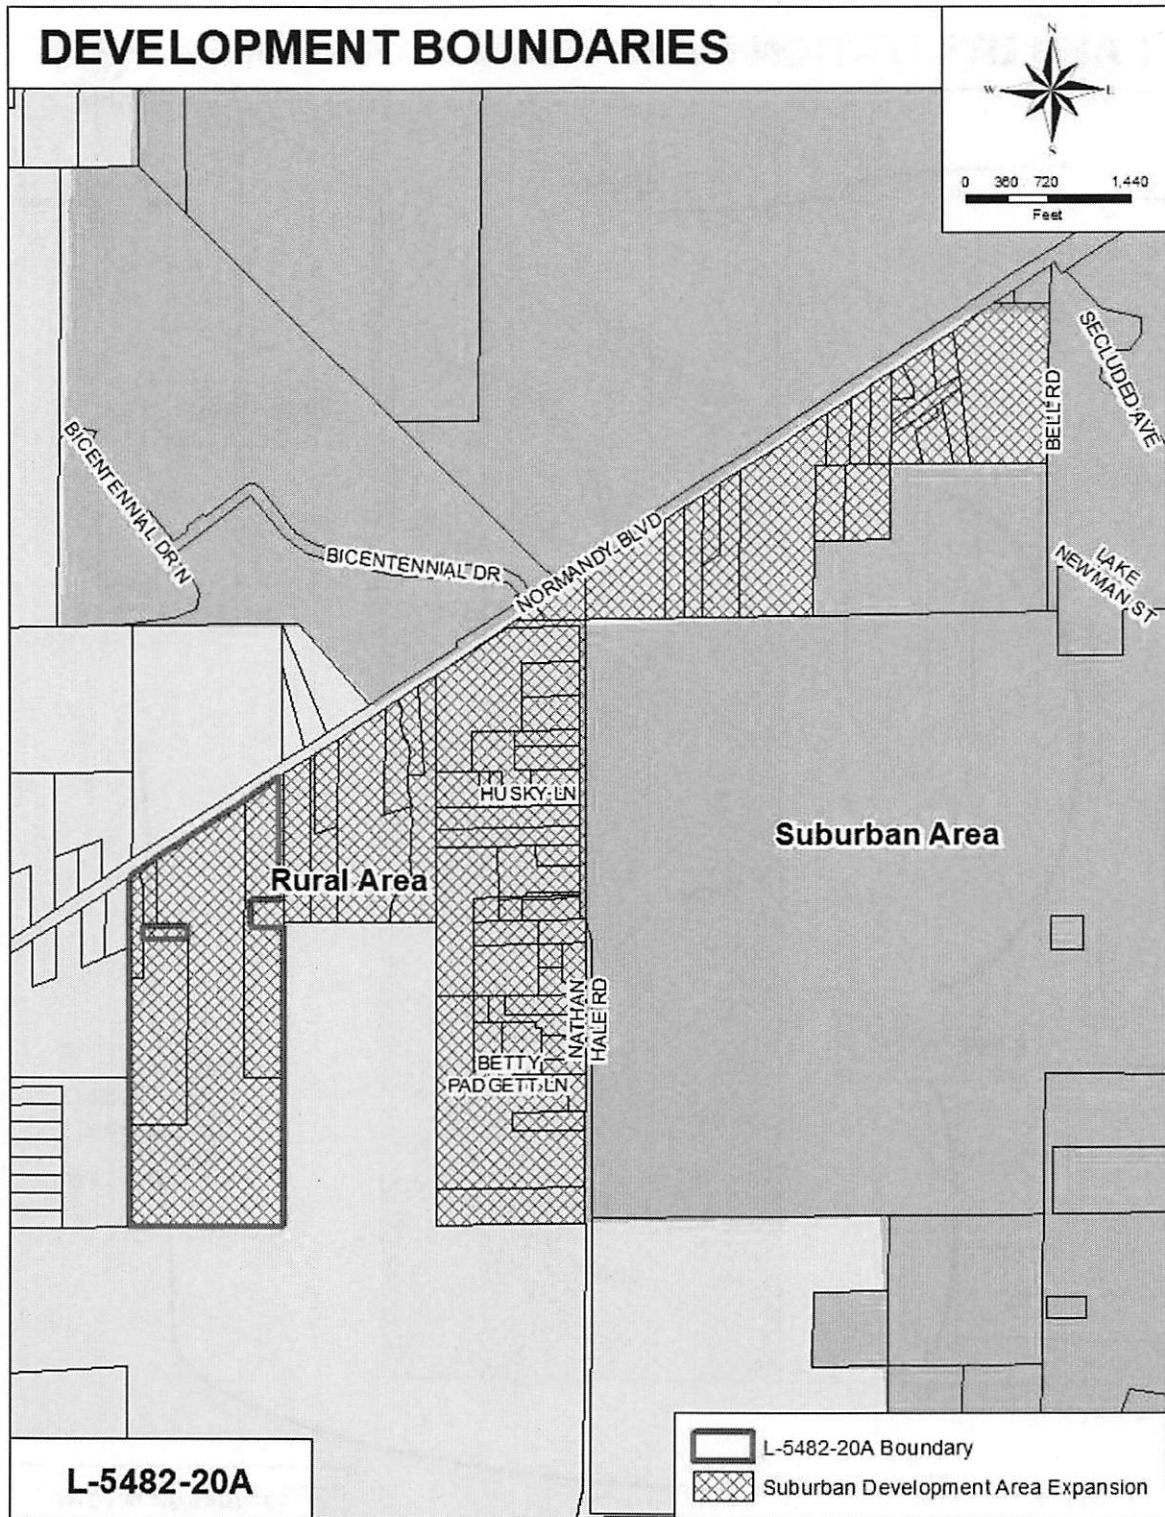 DEVELOPMENT BOUNDARIES
N
W
E
S
0 360 720 1,440
Feet
SECLUDED AVE
BELL RD
BICENTENNIAL DR N
BICENTENNIAL DR
NORMANDY BLVD
LAKE
NEWMAN ST
HUSKY LN
Suburban Area
Rural Area
NATHAN
HALE RD
BETTY
PADGETT LN
L-5482-20A
L-5482-20A Boundary
Suburban Development Area Expansion